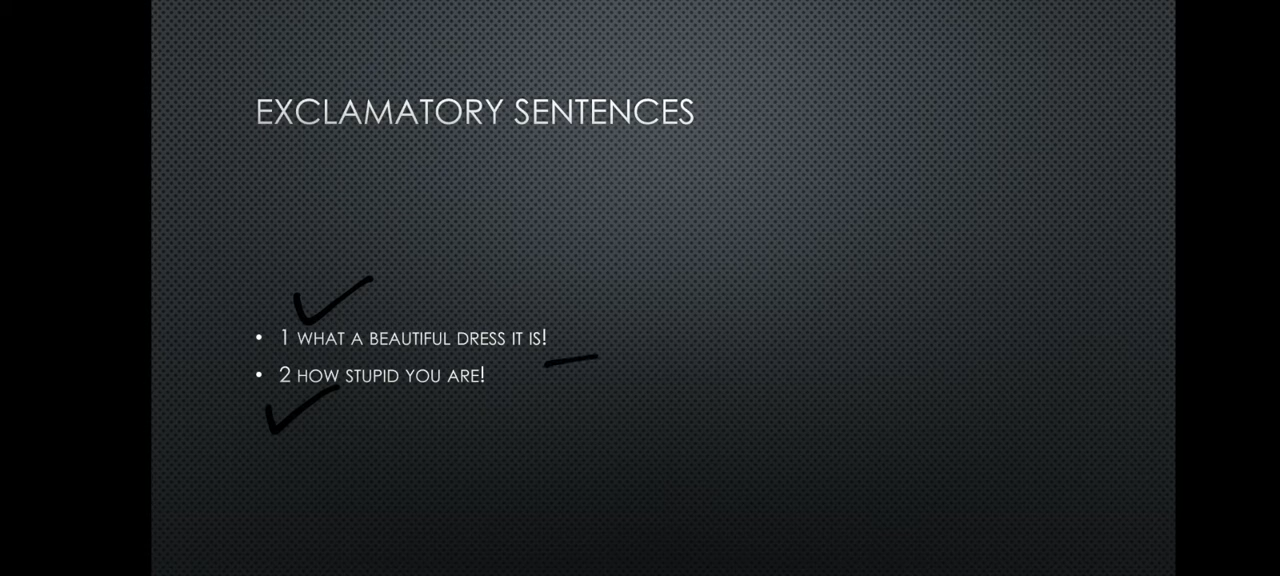 EXCLAMATORY SENTENCES
• 1 WHAT A BEAUTIFUL DRESS IT IS!
• 2 HOW STUPID YOU ARE!